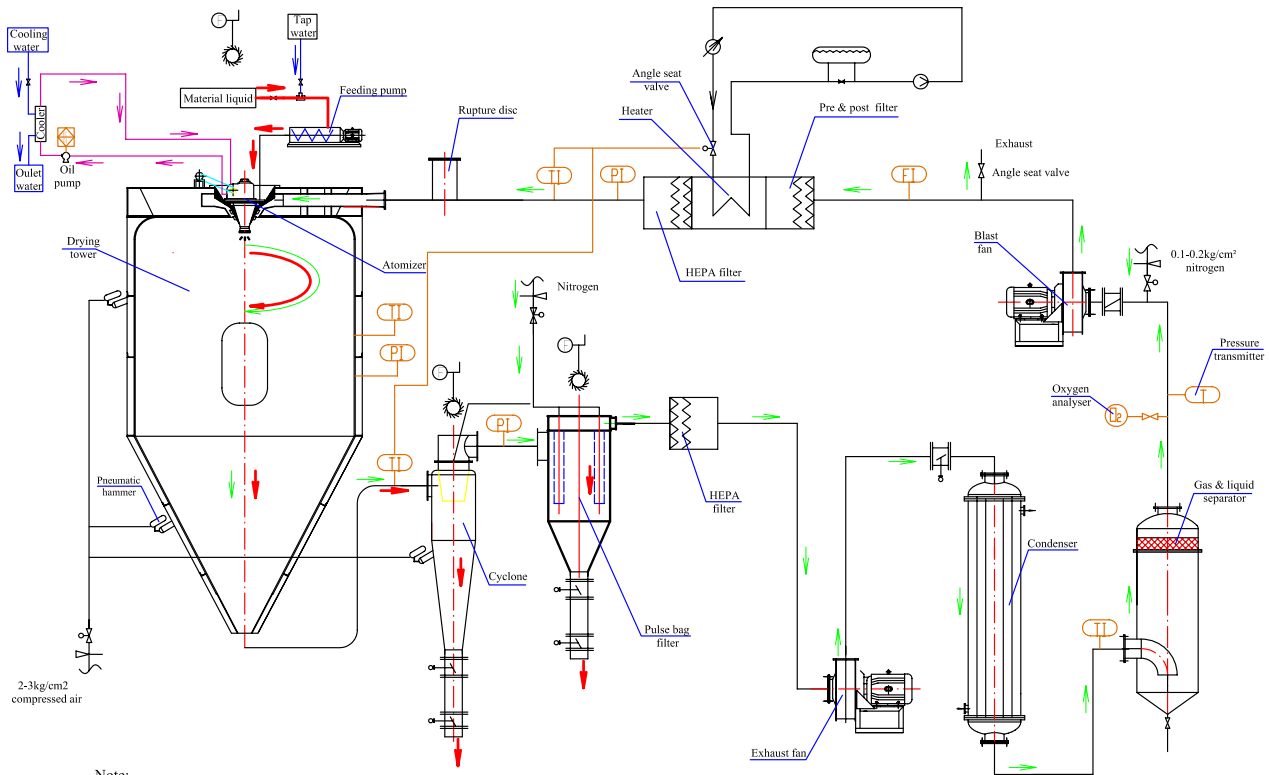 Cooling
water
Tap
water
Material liquid
Feeding pump
Cooler
Oulet
water
Oil
pump
Rupture disc
Angle seat
valve
Heater
Pre & post filter
Exhaust
Angle seat valve
TI
PI
FI
HEPA filter
Blast
fan
0.1-0.2kg/cm²
nitrogen
Drying
tower
Atomizer
Nitrogen
TI
PI
Pressure
transmitter
T
Oxygen
analyser
O2
PI
TI
HEPA
filter
Pneumatic
hammer
Gas & liquid
separator
Condenser
Cyclone
Pulse bag
filter
TI
2-3kg/cm2
compressed air
Exhaust fan